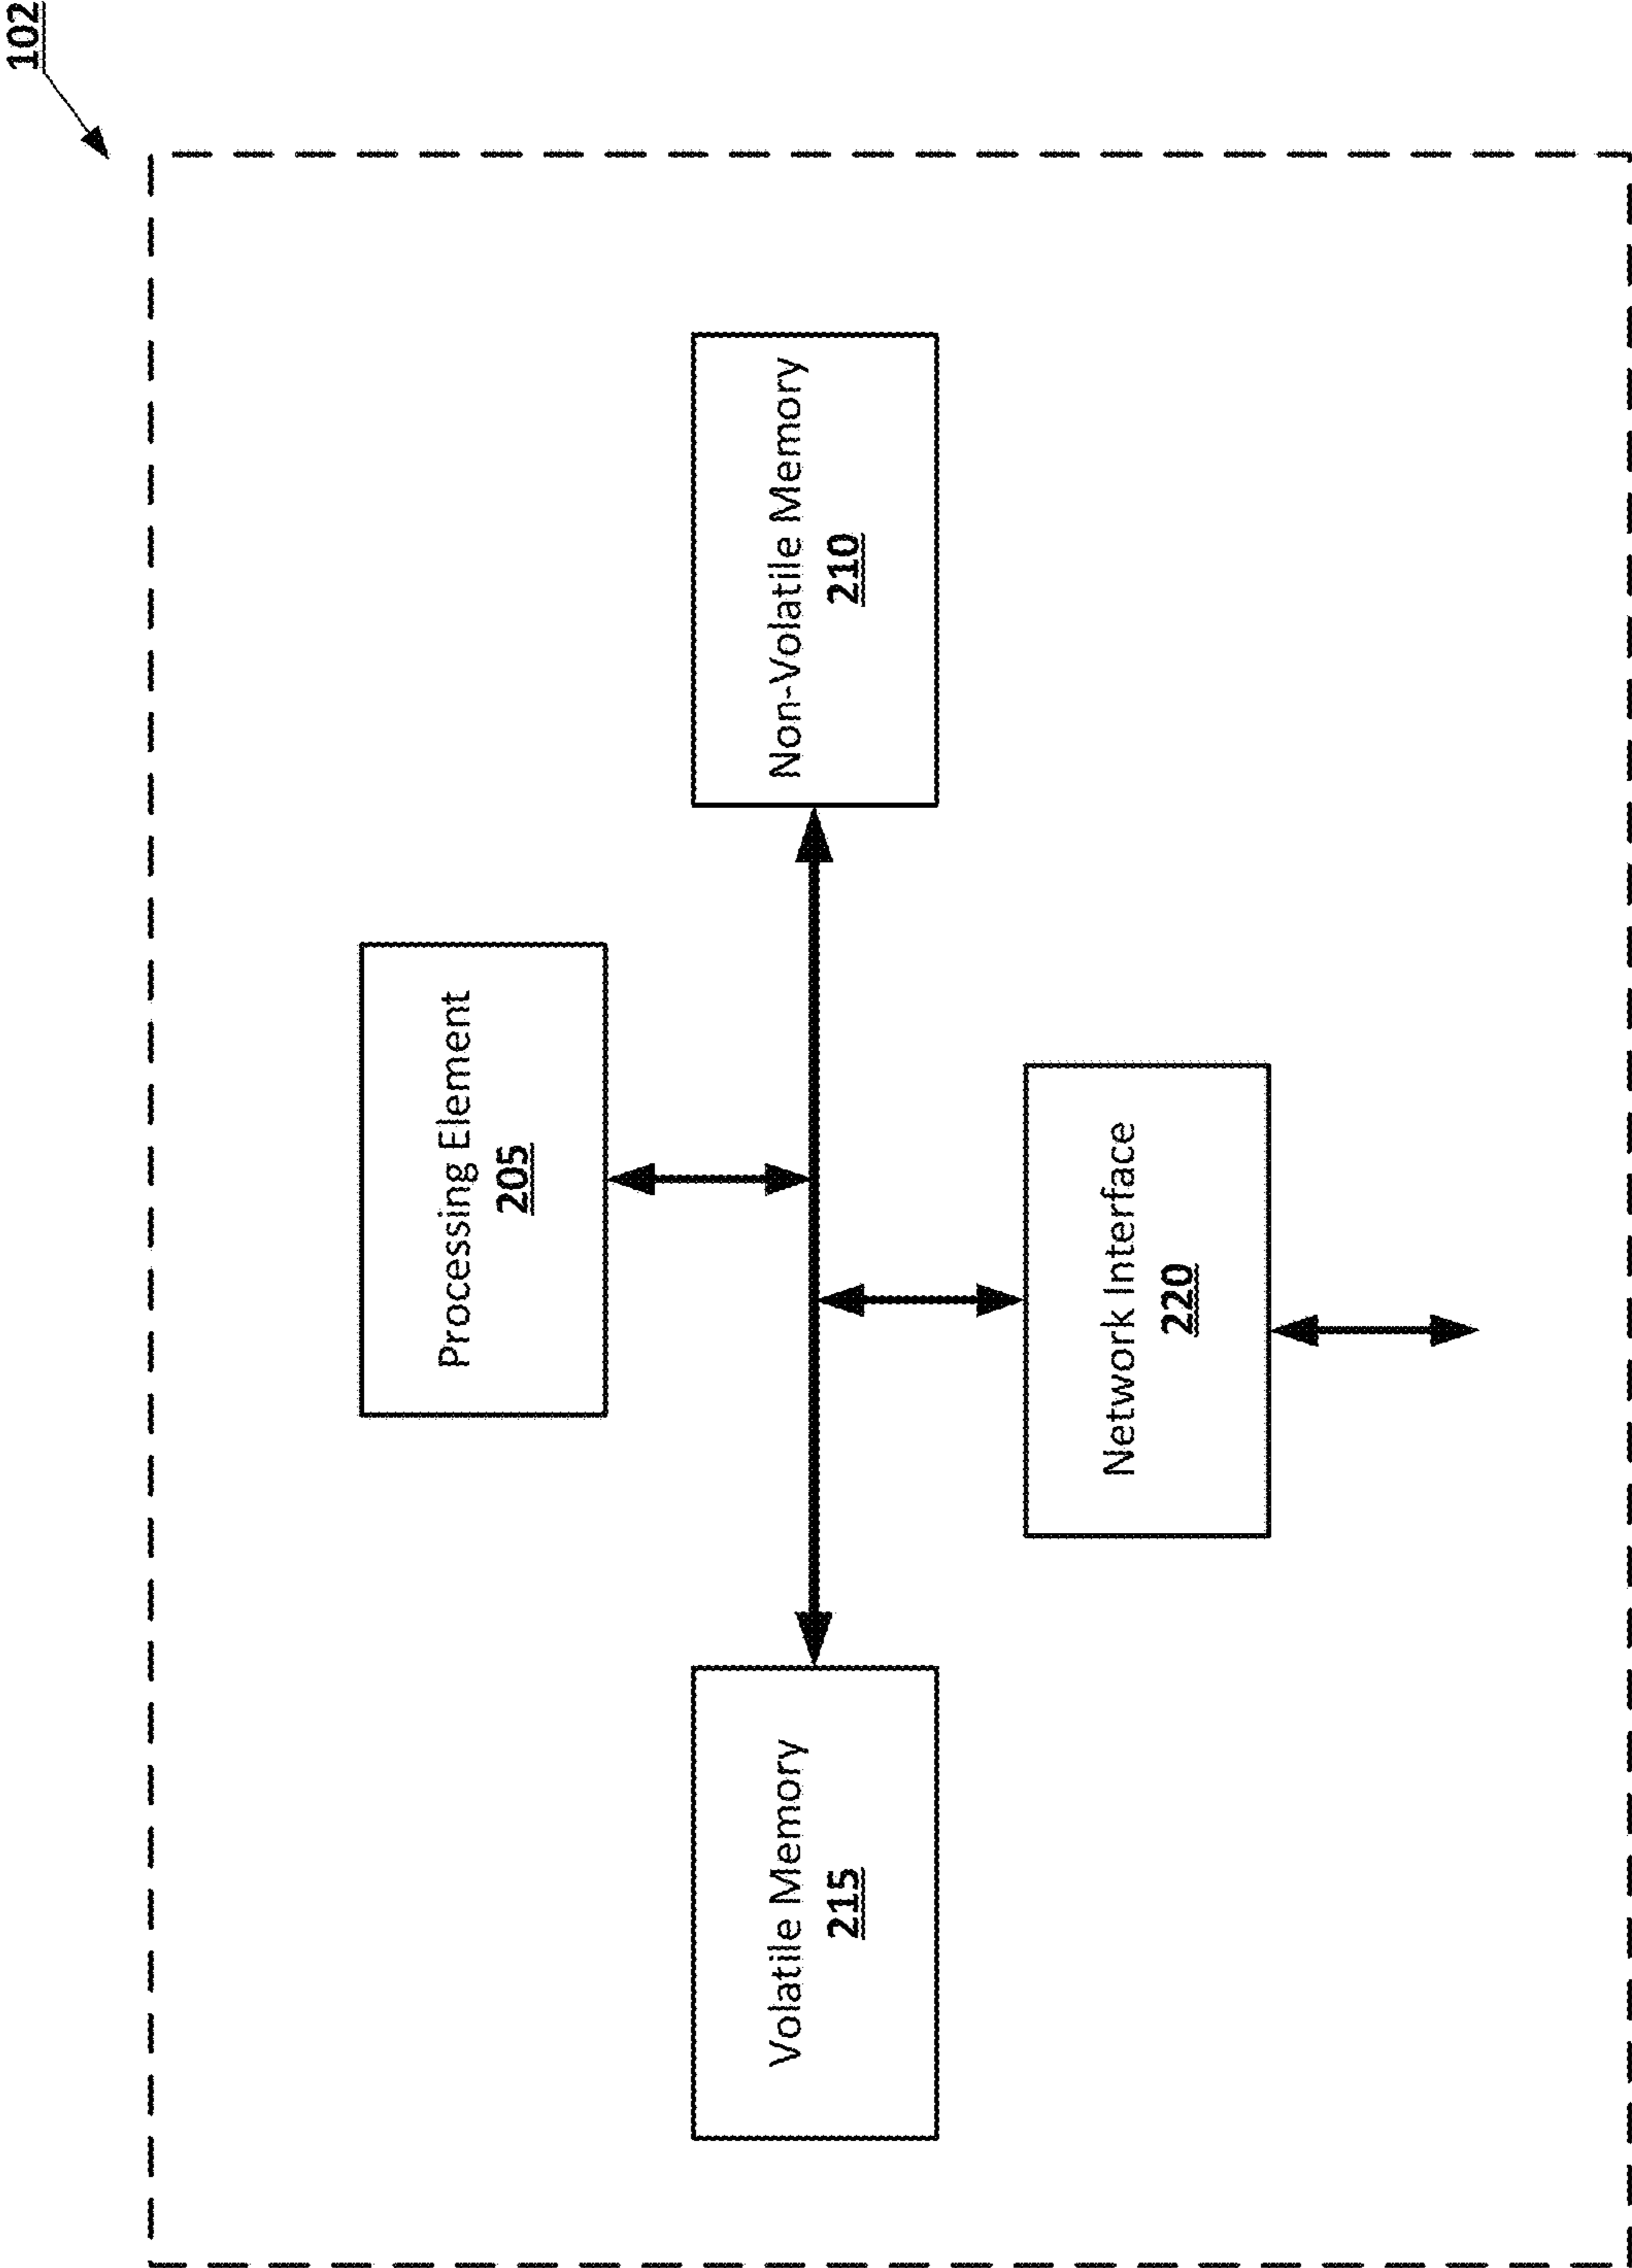 102
Processing Element
205
Volatile Memory
215
Non-Volatile Memory
210
Network Interface
220